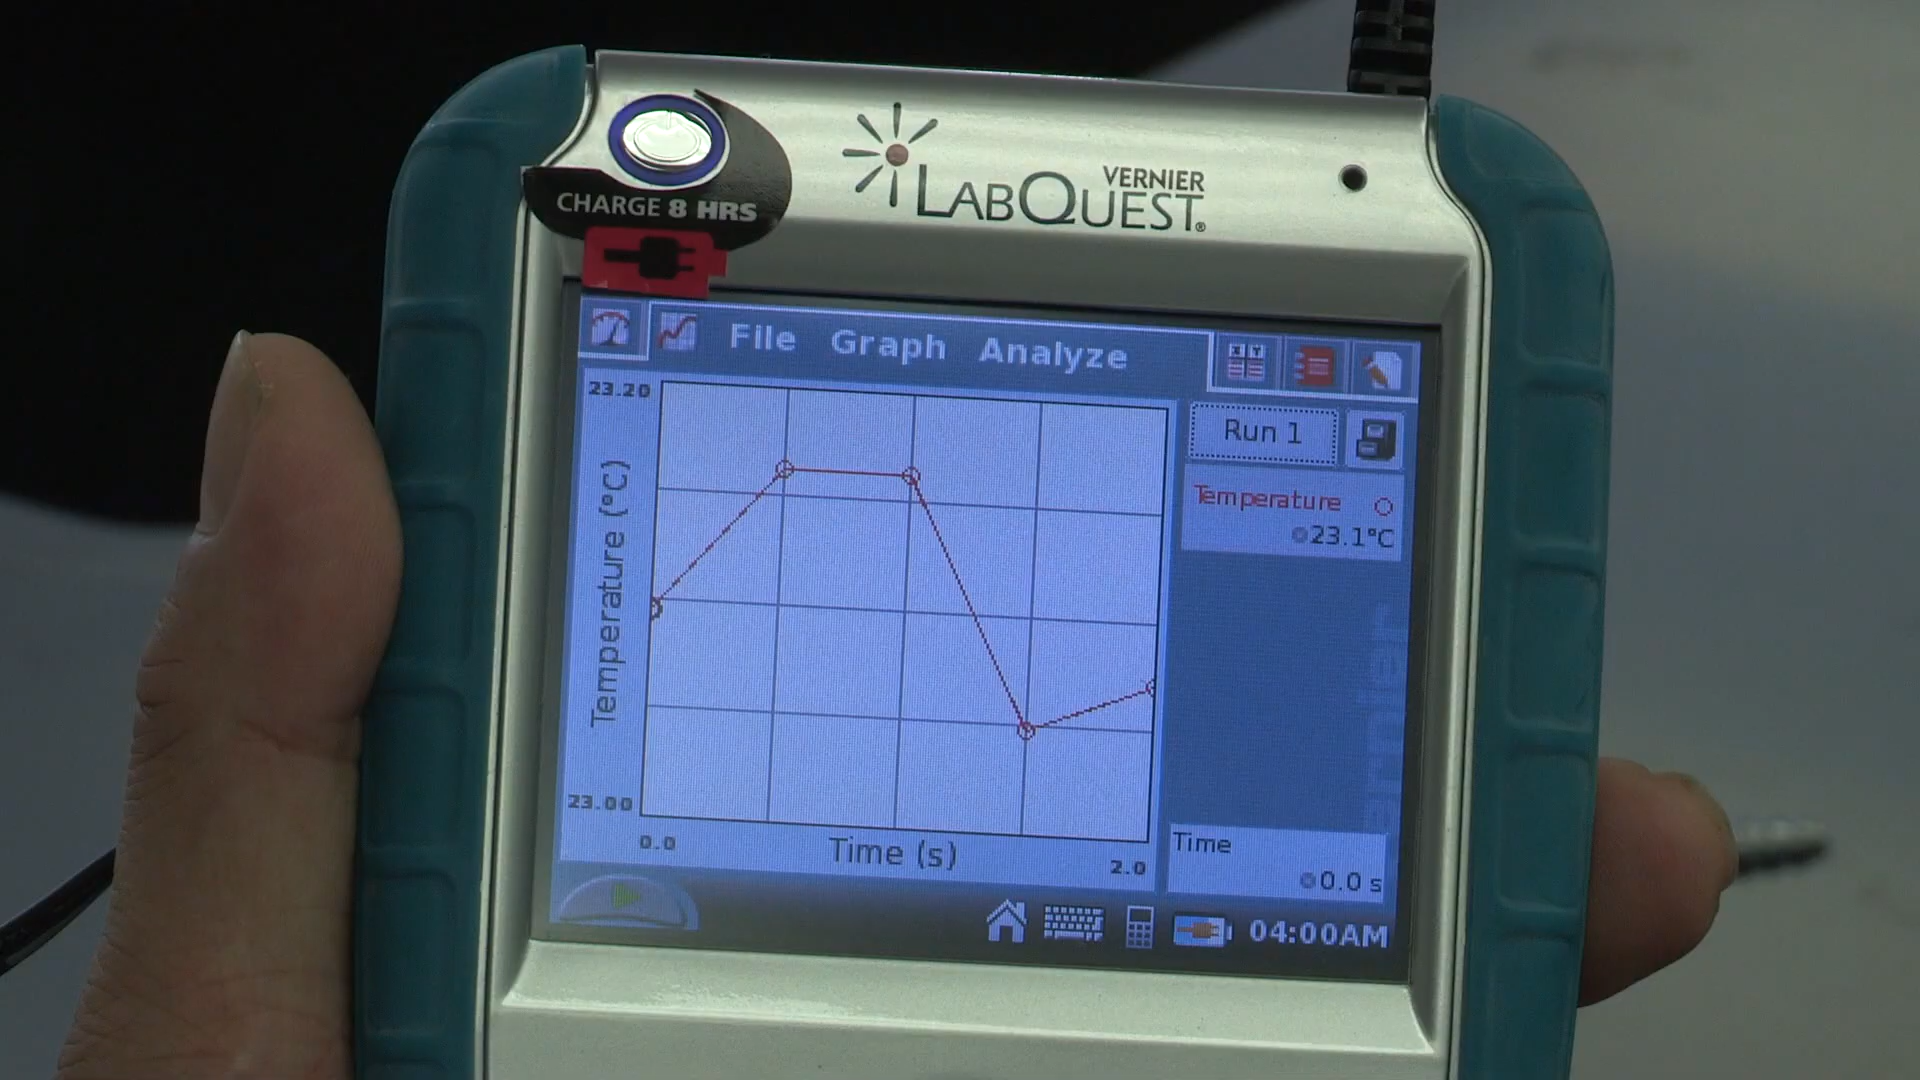 VERNIER
LABQUEST®
CHARGE 8 HRS
File Graph Analyze
X Y
23.20
Run 1
Temperature (°C)
Temperature
23.1°C
23.00
0.0
Time (s)
2.0
Time
0.0 s
04:00AM